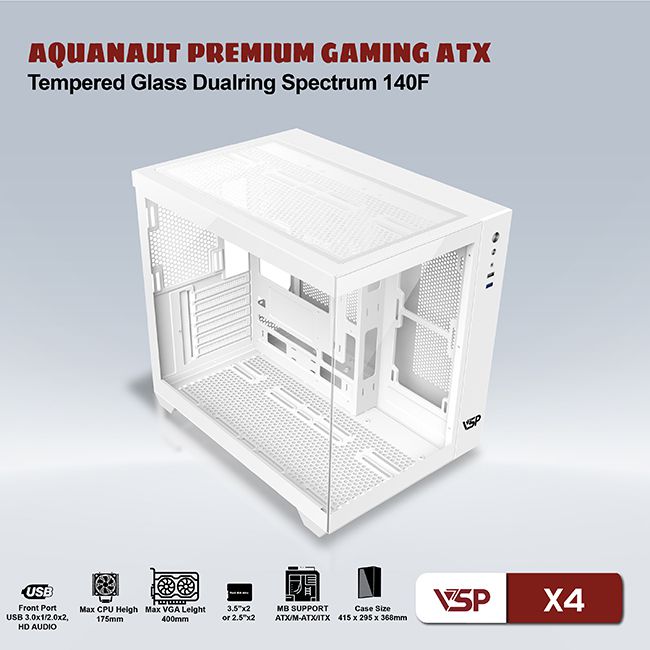 AQUANAUT PREMIUM GAMING ATX
Tempered Glass Dualring Spectrum 140F
VSP
USB
Front Port
USB 3.0x1/2.0x2,
HD AUDIO
Max CPU Heigh
175mm
Max VGA Leight
400mm
3.5"x2
or 2.5"x2
MB SUPPORT
ATX/M-ATX/ITX
Case Size
415 x 295 x 368mm
VSP
X4